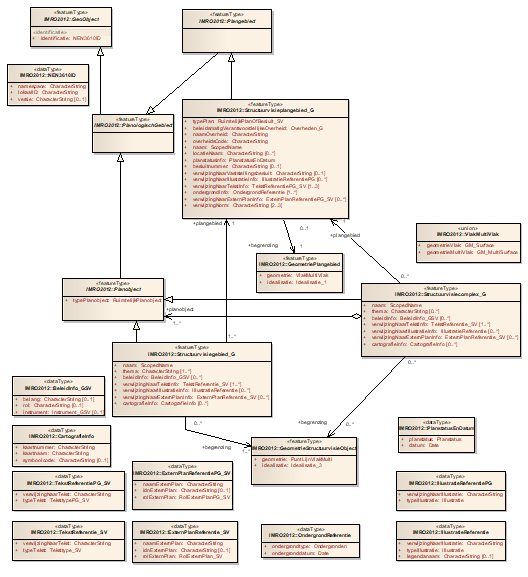 «featureType»
IMRO2012::GeoObject
«identificatie»
+ identificatie: NEN3610ID
«featureType»
IMRO2012::Plangebied
«dataType»
IMRO2012::NEN3610ID
+ namespace: CharacterString
+ lokaalID: CharacterString
+ versie: CharacterString [0..1]
«featureType»
IMRO2012::PlanologischGebied
«featureType»
IMRO2012::Structuurvisieplangebied_G
+ typePlan: RuimtelijkPlanOfBesluit_SV
+ beleidsmatigVerantwoordelijkeOverheid: Overheden_G
+ naamOverheid: CharacterString
+ overheidsCode: CharacterString
+ naam: ScopedName
+ locatieNaam: CharacterString [0..*]
+ planstatusInfo: PlanstatusEnDatum
+ besluitnummer: CharacterString [0..1]
+ verwijzingNaarVaststellingsbesluit: CharacterString [0..1]
+ verwijzingNaarIllustratieInfo: IllustratieReferentiePG [0..*]
+ verwijzingNaarTekstInfo: TekstReferentiePG_SV [1..3]
+ ondergrondInfo: OndergrondReferentie [1..*]
+ verwijzingNaarExternPlanInfo: ExternPlanReferentiePG_SV [0..*]
+ verwijzingNorm: CharacterString [2..3]
+plangebied 1
0..1
+begrenzing 1
1
+plangebied
«union»
IMRO2012::VlakMultiVlak
+ geometrieVlak: GM_Surface
+ geometrieMultiVlak: GM_MultiSurface
«featureType»
IMRO2012::GeometriePlangebied
+ geometrie: VlakMultiVlak
+ idealisatie: Idealisatie_1
0..*
«featureType»
IMRO2012::Planobject
+ typePlanobject: RuimtelijkPlanobject
+planobject
1..*
1..*
«featureType»
IMRO2012::Structuurvisiecomplex_G
+ naam: ScopedName
+ thema: CharacterString [0..*]
+ beleidInfo: BeleidInfo_GSV [0..*]
+ verwijzingNaarTekstInfo: TekstReferentie_SV [1..*]
+ verwijzingNaarIllustratieInfo: IllustratieReferentie [0..*]
+ verwijzingNaarExternPlanInfo: ExternPlanReferentie_SV [0..*]
+ cartografieInfo: CartografieInfo [0..*]
«featureType»
IMRO2012::Structuurvisiegebied_G
+ naam: ScopedName
+ thema: CharacterString [1..*]
+ beleidInfo: BeleidInfo_GSV [0..*]
+ verwijzingNaarTekstInfo: TekstReferentie_SV [1..*]
+ verwijzingNaarIllustratieInfo: IllustratieReferentie [0..*]
+ verwijzingNaarExternPlanInfo: ExternPlanReferentie_SV [0..*]
+ cartografieInfo: CartografieInfo [0..*]
0..*
0..*
+begrenzing
+begrenzing
1..*
«dataType»
IMRO2012::BeleidInfo_GSV
+ belang: CharacterString [0..1]
+ rol: CharacterString [0..1]
+ instrument: Instrument_GSV [0..*]
«dataType»
IMRO2012::PlanstatusEnDatum
+ planstatus: Planstatus
+ datum: Date
«dataType»
IMRO2012::CartografieInfo
+ kaartnummer: CharacterString
+ kaartnaam: CharacterString
+ symboolcode: CharacterString [0..1]
«featureType»
IMRO2012::GeometrieStructuurvisieObject
+ geometrie: PuntLijnVlakMulti
+ idealisatie: Idealisatie_3
«dataType»
IMRO2012::TekstReferentiePG_SV
+ verwijzingNaarTekst: CharacterString
+ typeTekst: TeksttypePG_SV
«dataType»
IMRO2012::ExternPlanReferentiePG_SV
+ naamExternPlan: CharacterString
+ idnExternPlan: CharacterString [0..1]
+ rolExternPlan: RolExternPlanPG_SV
«dataType»
IMRO2012::IllustratieReferentiePG
+ verwijzingNaarIllustratie: CharacterString
+ typeIllustratie: Illustratie
«dataType»
IMRO2012::TekstReferentie_SV
+ verwijzingNaarTekst: CharacterString
+ typeTekst: Teksttype_SV
«dataType»
IMRO2012::ExternPlanReferentie_SV
+ naamExternPlan: CharacterString
+ idnExternPlan: CharacterString [0..1]
+ rolExternPlan: RolExternPlan_SV
«dataType»
IMRO2012::OndergrondReferentie
+ ondergrondtype: Ondergronden
+ ondergronddatum: Date
«dataType»
IMRO2012::IllustratieReferentie
+ verwijzingNaarIllustratie: CharacterString
+ typeIllustratie: Illustratie
+ legendanaam: CharacterString [0..1]